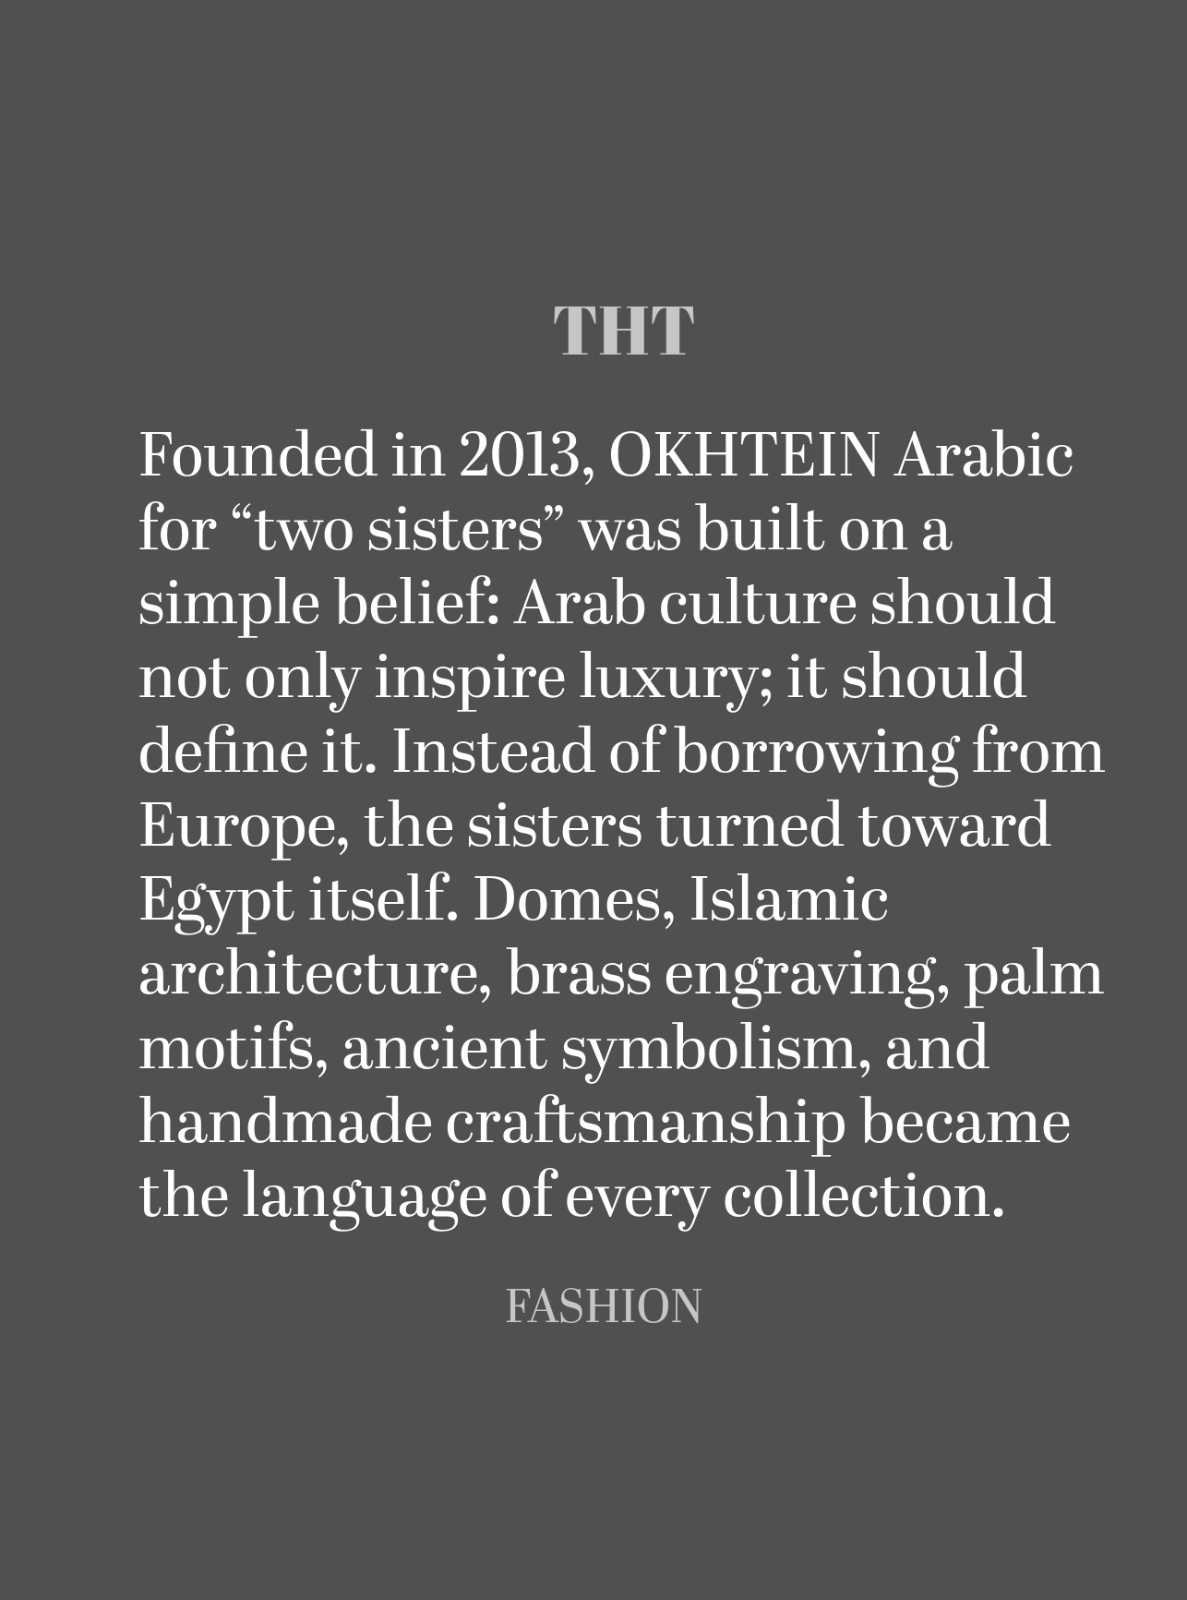 THT
Founded in 2013, OKHTEIN Arabic
for “two sisters” was built on a
simple belief: Arab culture should
not only inspire luxury; it should
define it. Instead of borrowing from
Europe, the sisters turned toward
Egypt itself. Domes, Islamic
architecture, brass engraving, palm
motifs, ancient symbolism, and
handmade craftsmanship became
the language of every collection.
FASHION